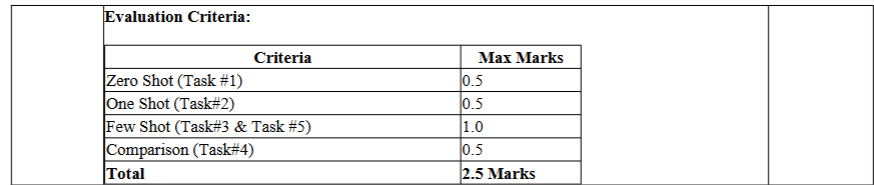 Evaluation Criteria:
Criteria Max Marks
Zero Shot (Task #1) 0.5
One Shot (Task#2) 0.5
Few Shot (Task#3 & Task #5) 1.0
Comparison (Task#4) 0.5
Total 2.5 Marks